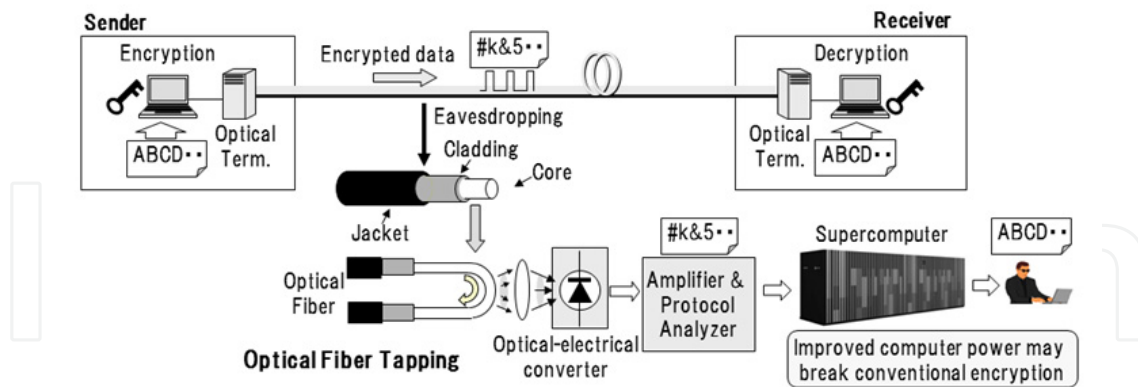 Sender
Receiver
Encryption
Encrypted data
#k&5··
Decryption
Optical
Term.
ABCD··
Eavesdropping
Cladding
Core
Jacket
Optical
Term.
ABCD··
Optical
Fiber
Optical Fiber Tapping
Optical-electrical
converter
#k&5··
Amplifier &
Protocol
Analyzer
Supercomputer
ABCD··
Improved computer power may
break conventional encryption